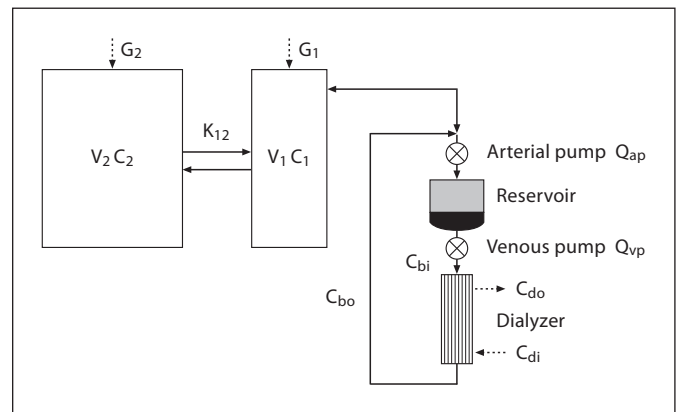 G₂
G₁
K₁₂
V₂ C₂
V₁ C₁
Arterial pump Qap
Reservoir
Venous pump Qvp
Cbi
Cbo
Cdo
Dialyzer
Cdi